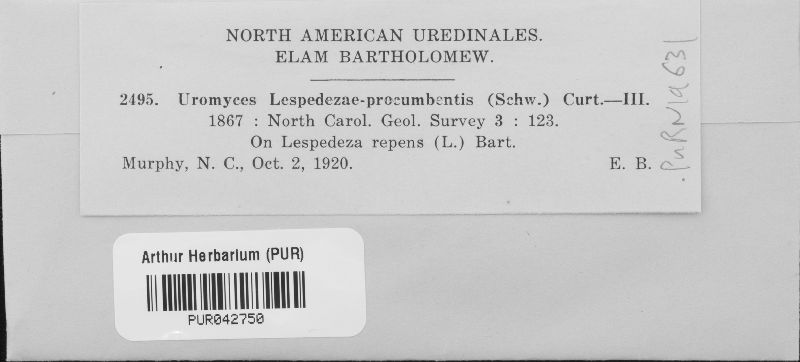 NORTH AMERICAN UREDINALES.
ELAM BARTHOLOMEW.
2495. Uromyces Lespedezae-procumbentis (Schw.) Curt.—III.
1867 : North Carol. Geol. Survey 3 : 123.
On Lespedeza repens (L.) Bart.
Murphy, N. C., Oct. 2, 1920. E. B.
PURN19631
Arthur Herbarium (PUR)
PUR042750